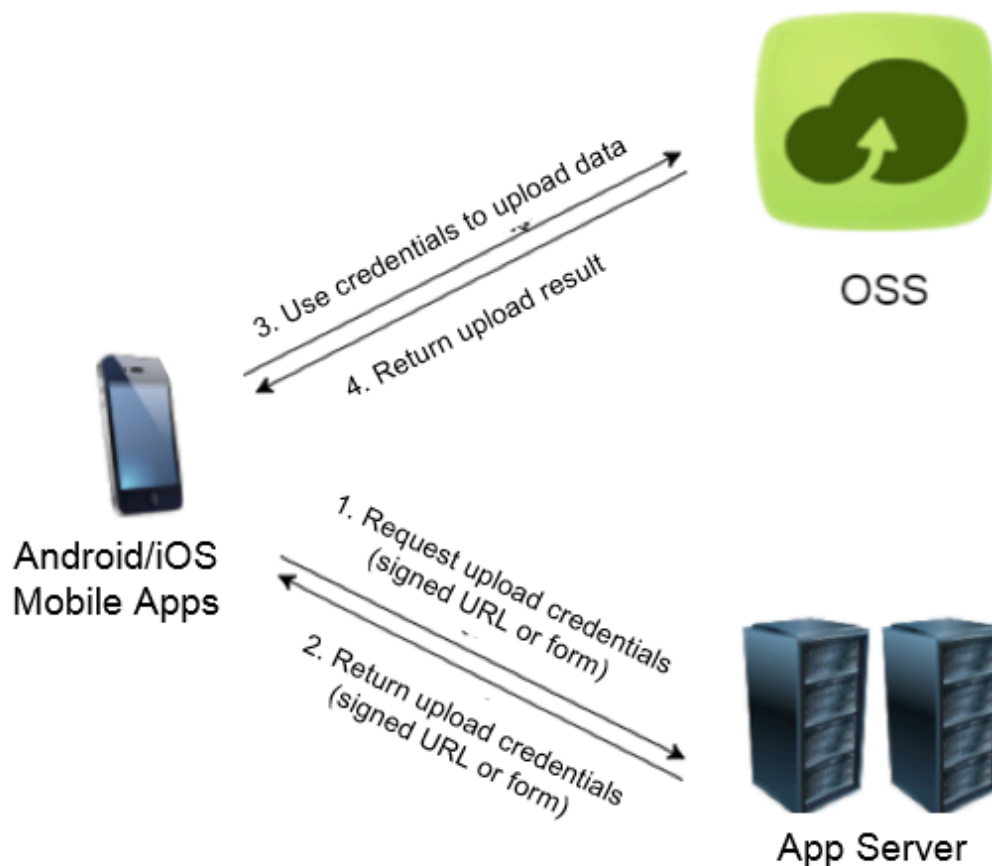 3. Use credentials to upload data
4. Return upload result
OSS
Android/iOS
Mobile Apps
1. Request upload credentials
(signed URL or form)
2. Return upload credentials
(signed URL or form)
App Server